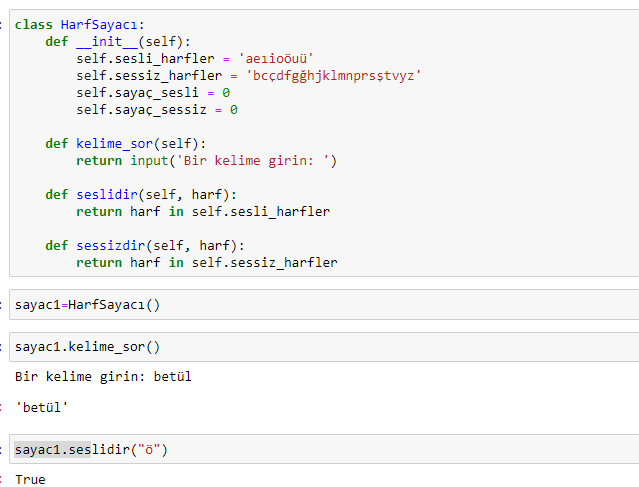 class HarfSayacı:
    def __init__(self):
        self.sesli_harfler = 'aeıioöuü'
        self.sessiz_harfler = 'bcçdfgğhjklmnprsştvyz'
        self.sayaç_sesli = 0
        self.sayaç_sessiz = 0
    def kelime_sor(self):
        return input('Bir kelime girin: ')
    def seslidir(self, harf):
        return harf in self.sesli_harfler
    def sessizdir(self, harf):
        return harf in self.sessiz_harfler
sayac1=HarfSayacı()
sayac1.kelime_sor()
Bir kelime girin: betül
'betül'
sayac1.seslidir("ö")
True